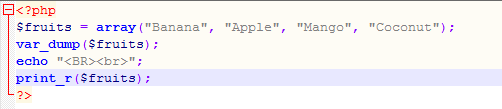 <?php
$fruits = array("Banana", "Apple", "Mango", "Coconut");
var_dump($fruits);
echo "<BR><br>";
print_r($fruits);
?>